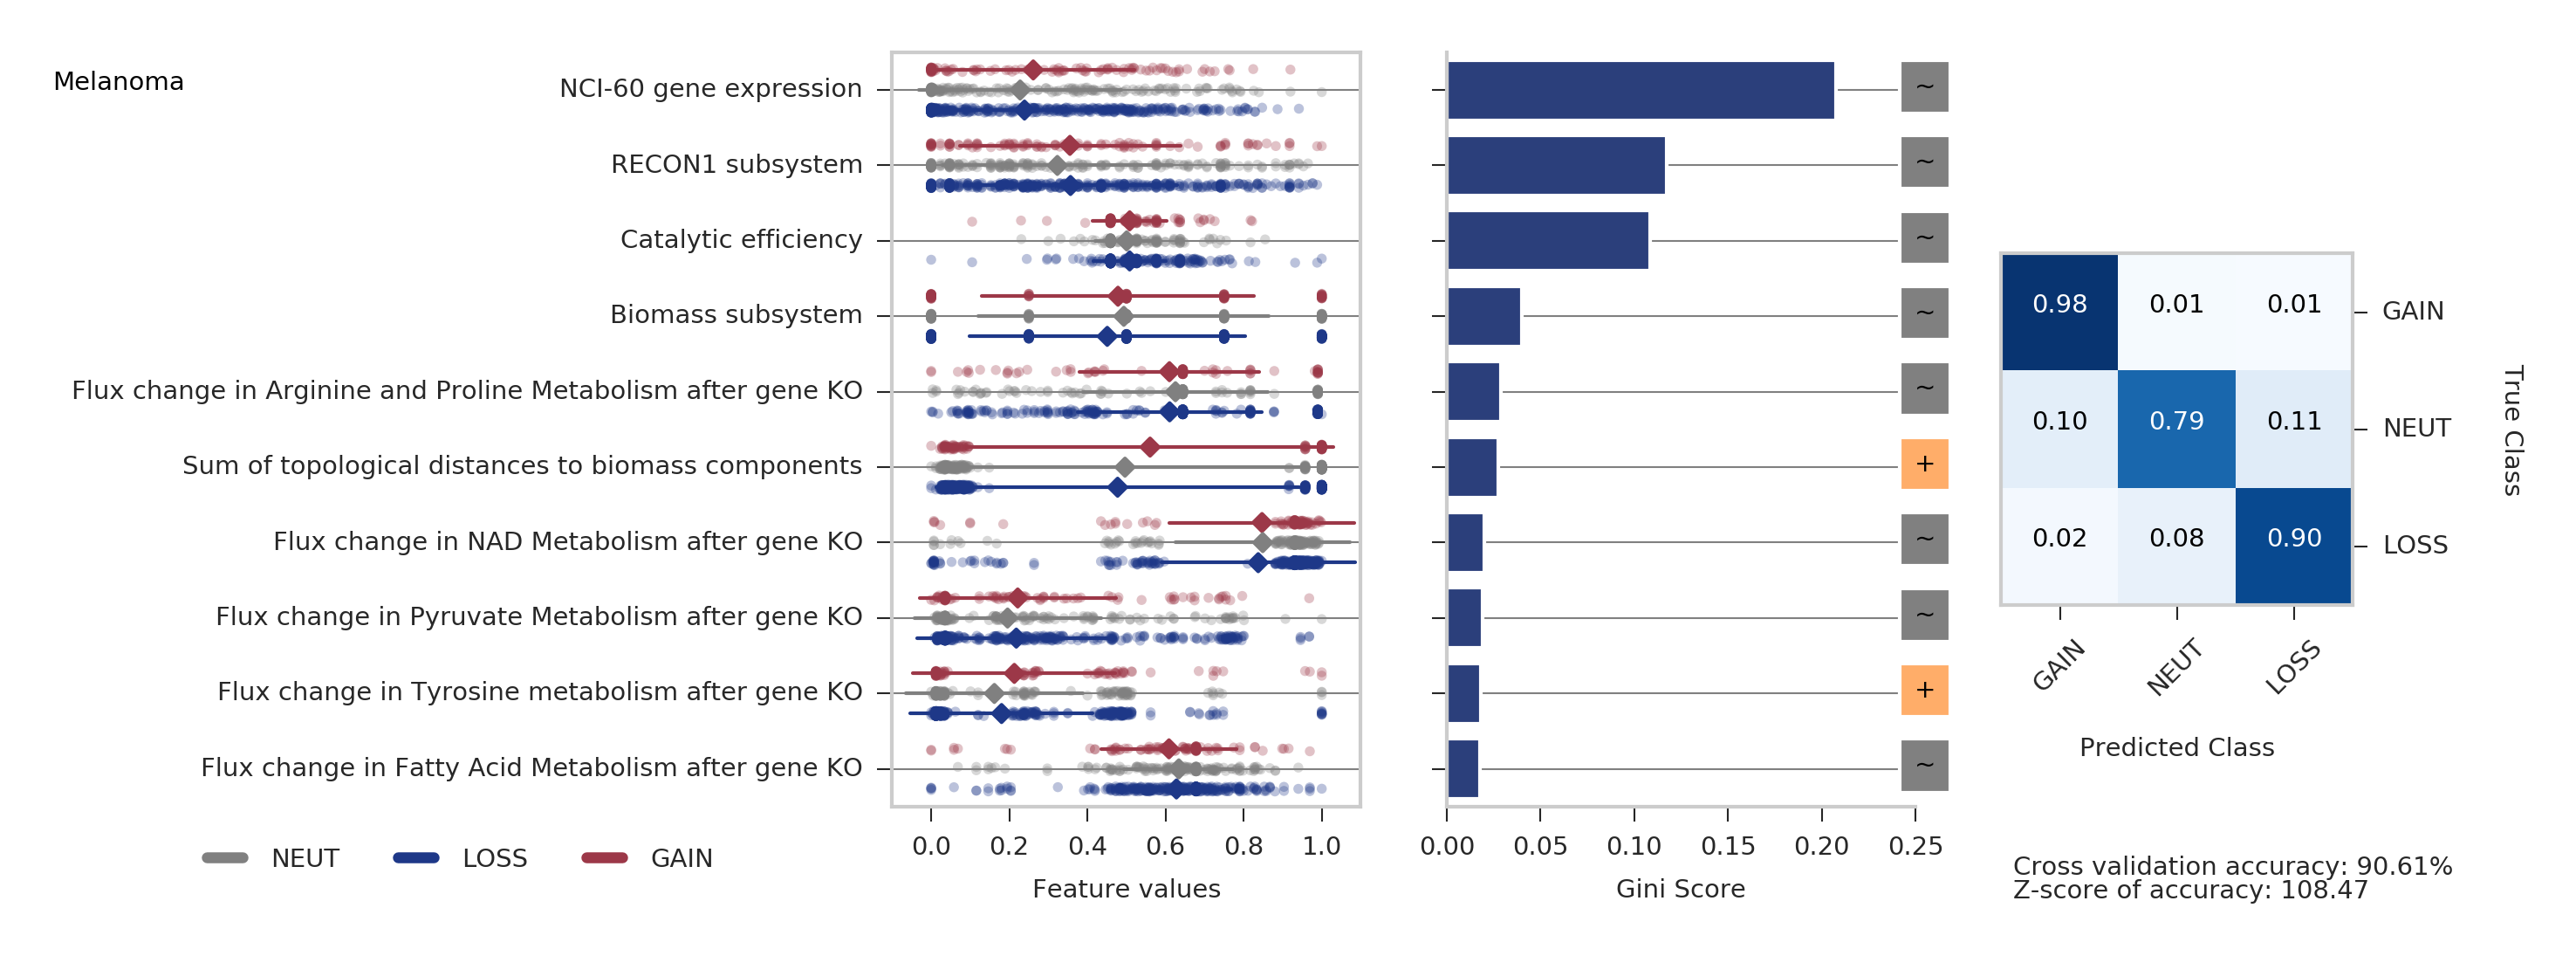 Melanoma
NCI-60 gene expression
RECON1 subsystem
Catalytic efficiency
Biomass subsystem
Flux change in Arginine and Proline Metabolism after gene KO
Sum of topological distances to biomass components
Flux change in NAD Metabolism after gene KO
Flux change in Pyruvate Metabolism after gene KO
Flux change in Tyrosine metabolism after gene KO
Flux change in Fatty Acid Metabolism after gene KO
NEUT LOSS GAIN
0.0 0.2 0.4 0.6 0.8 1.0
Feature values
~
~
~
~
~
+
~
~
+
~
0.00 0.05 0.10 0.15 0.20 0.25
Gini Score
0.98 0.01 0.01 GAIN
0.10 0.79 0.11 NEUT
0.02 0.08 0.90 LOSS
True Class
GAIN NEUT LOSS
Predicted Class
Cross validation accuracy: 90.61%
Z-score of accuracy: 108.47